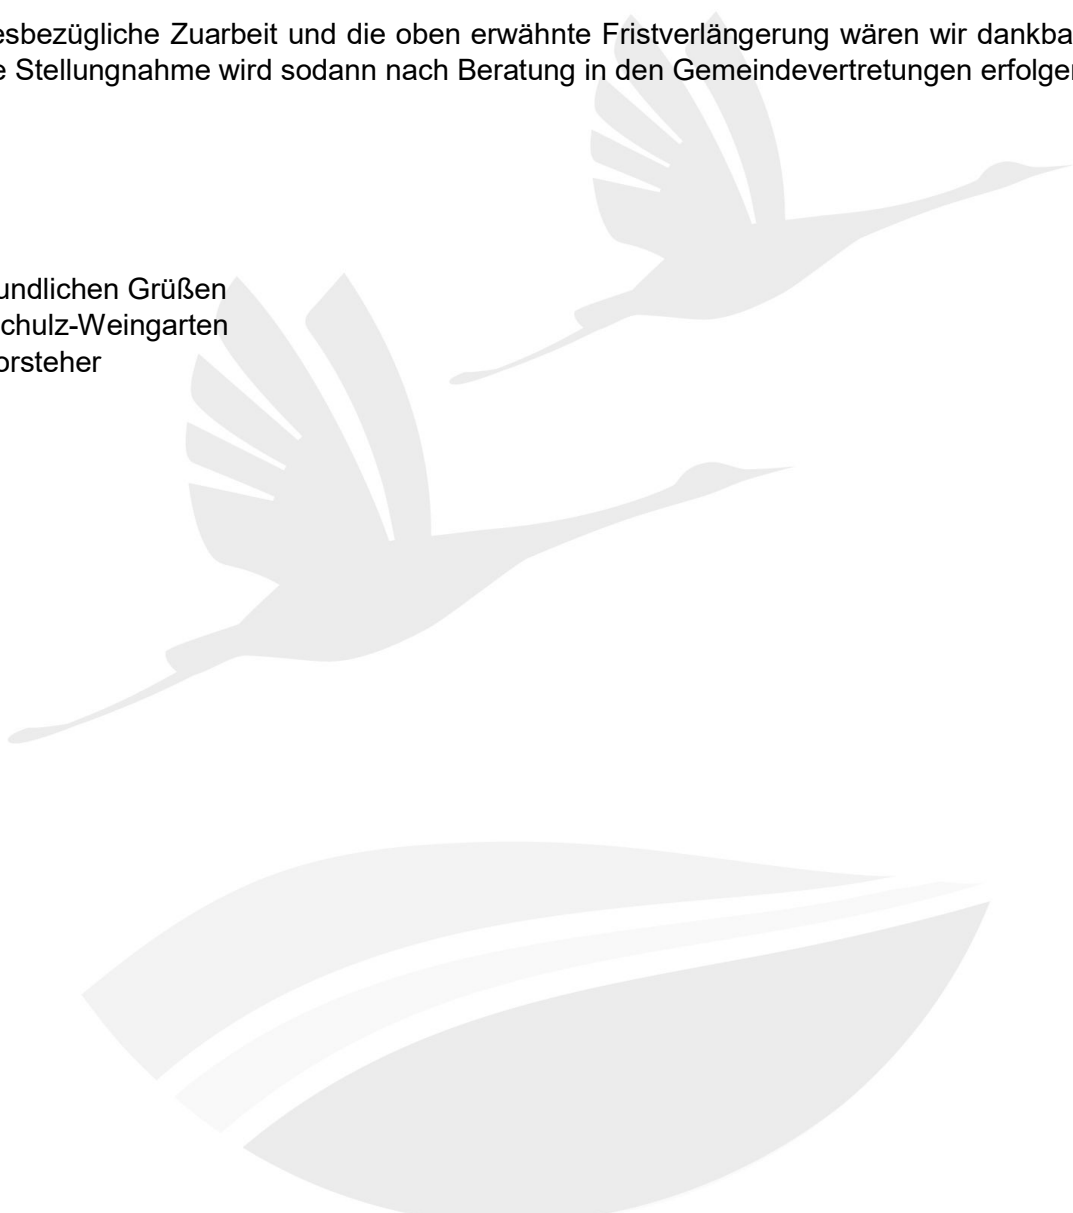 esbezügliche Zuarbeit und die oben erwähnte Fristverlängerung wären wir dankba
e Stellungnahme wird sodann nach Beratung in den Gemeindevertretungen erfolge
undlichen Grüßen
chulz-Weingarten
orsteher